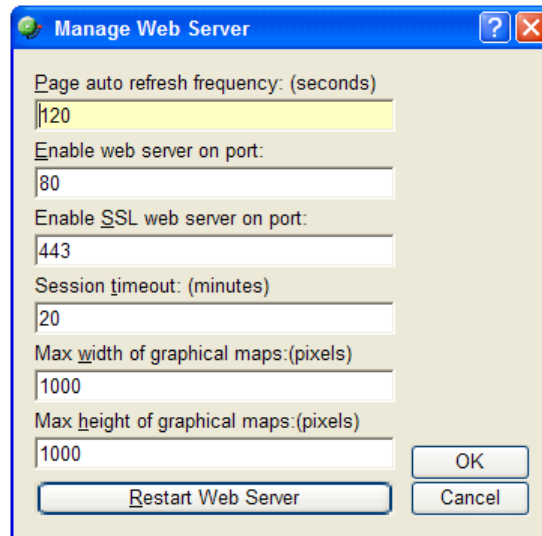 Manage Web Server
Page auto refresh frequency: (seconds)
120
Enable web server on port:
80
Enable SSL web server on port:
443
Session timeout: (minutes)
20
Max width of graphical maps:(pixels)
1000
Max height of graphical maps:(pixels)
1000
OK
Restart Web Server
Cancel